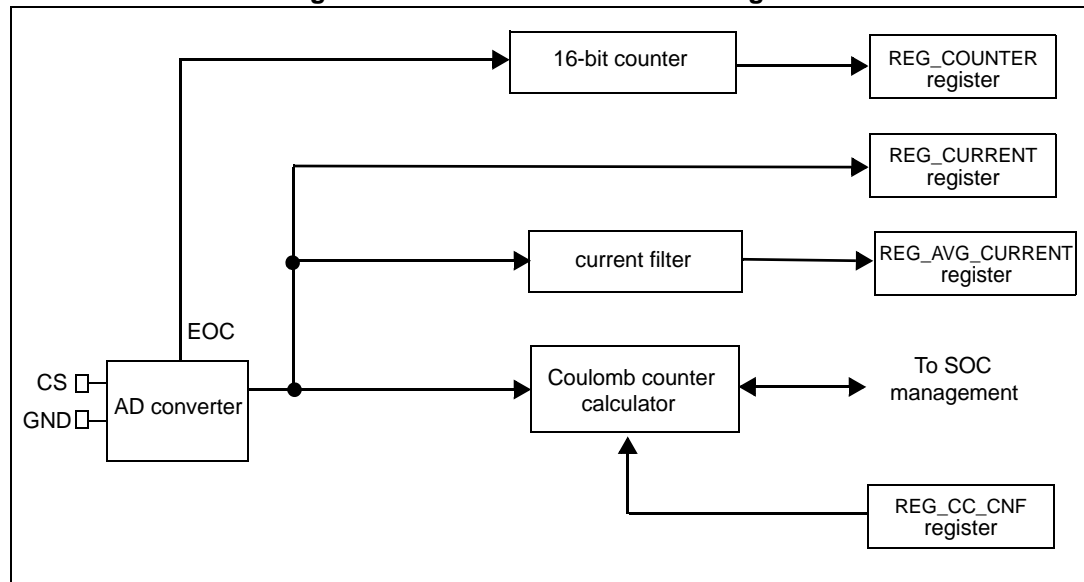 16-bit counter
REG_COUNTER
register
REG_CURRENT
register
current filter
REG_AVG_CURRENT
register
EOC
CS
GND
AD converter
Coulomb counter
calculator
To SOC
management
REG_CC_CNF
register